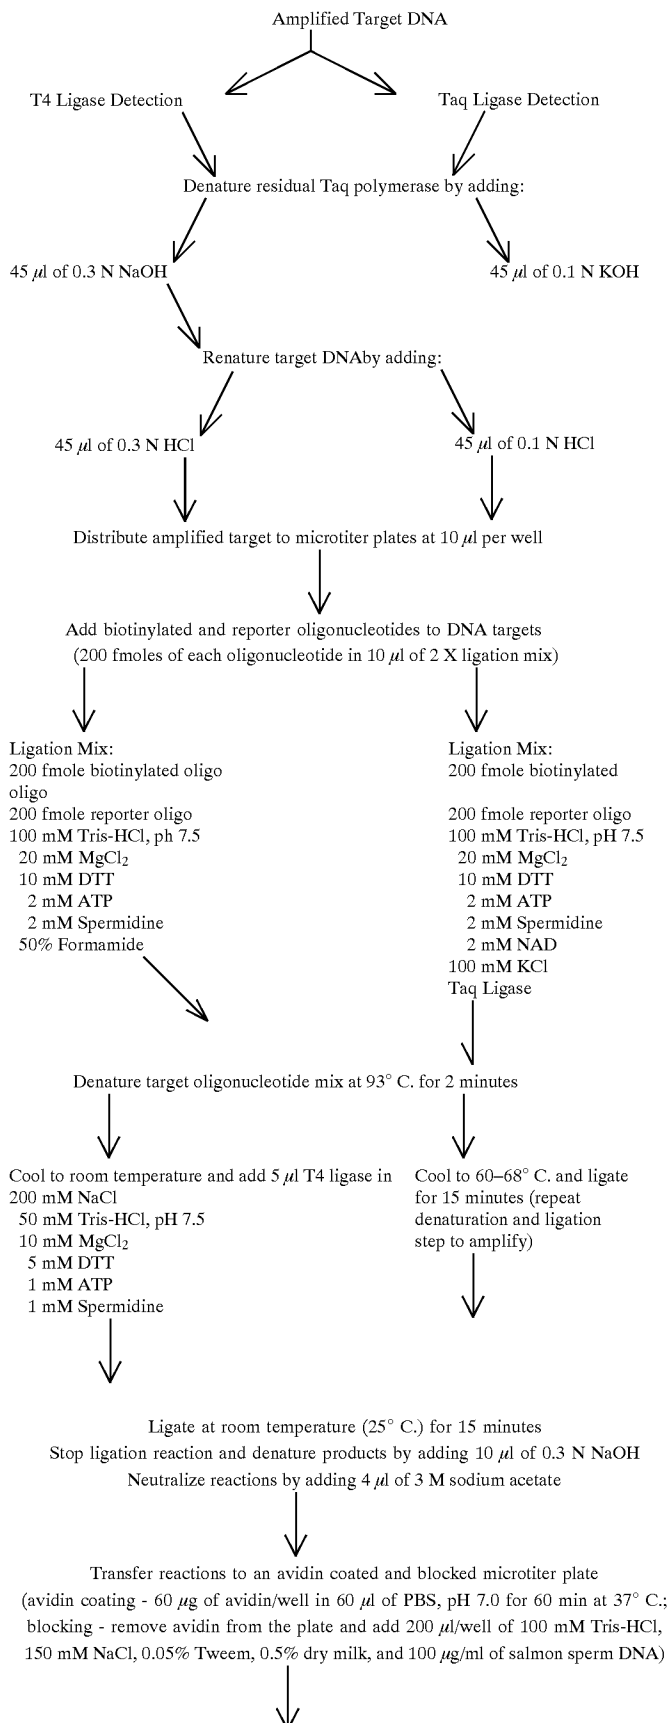 Amplified Target DNA
T4 Ligase Detection
Taq Ligase Detection
Denature residual Taq polymerase by adding:
45 µl of 0.3 N NaOH
45 µl of 0.1 N KOH
Renature target DNAby adding:
45 µl of 0.3 N HCl
45 µl of 0.1 N HCl
Distribute amplified target to microtiter plates at 10 µl per well
Add biotinylated and reporter oligonucleotides to DNA targets
(200 fmoles of each oligonucleotide in 10 µl of 2 X ligation mix)
Ligation Mix:
200 fmole biotinylated oligo
oligo
200 fmole reporter oligo
100 mM Tris-HCl, ph 7.5
20 mM MgCl₂
10 mM DTT
2 mM ATP
2 mM Spermidine
50% Formamide
Ligation Mix:
200 fmole biotinylated
200 fmole reporter oligo
100 mM Tris-HCl, pH 7.5
20 mM MgCl₂
10 mM DTT
2 mM ATP
2 mM Spermidine
2 mM NAD
100 mM KCl
Taq Ligase
Denature target oligonucleotide mix at 93° C. for 2 minutes
Cool to room temperature and add 5 µl T4 ligase in
200 mM NaCl
50 mM Tris-HCl, pH 7.5
10 mM MgCl₂
5 mM DTT
1 mM ATP
1 mM Spermidine
Cool to 60–68° C. and ligate
for 15 minutes (repeat
denaturation and ligation
step to amplify)
Ligate at room temperature (25° C.) for 15 minutes
Stop ligation reaction and denature products by adding 10 µl of 0.3 N NaOH
Neutralize reactions by adding 4 µl of 3 M sodium acetate
Transfer reactions to an avidin coated and blocked microtiter plate
(avidin coating - 60 µg of avidin/well in 60 µl of PBS, pH 7.0 for 60 min at 37° C.;
blocking - remove avidin from the plate and add 200 µl/well of 100 mM Tris-HCl,
150 mM NaCl, 0.05% Tweem, 0.5% dry milk, and 100 µg/ml of salmon sperm DNA)